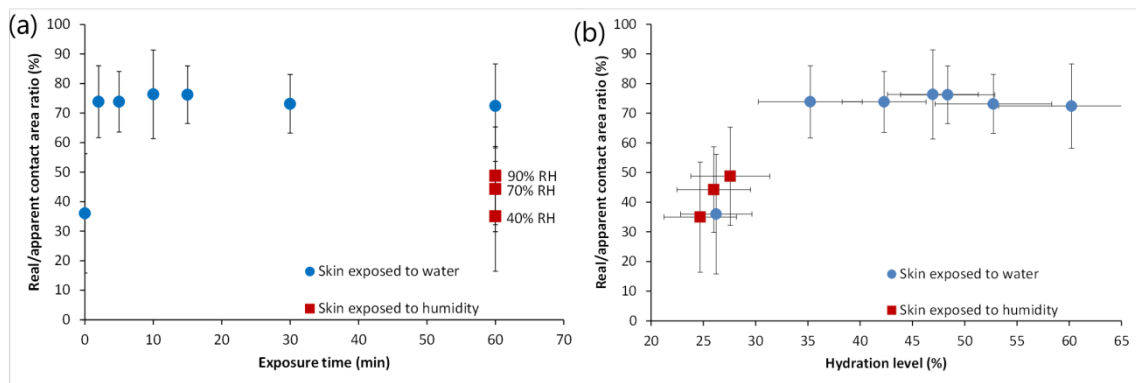 (a)
Real/apparent contact area ratio (%)
100
90
80
70
60
50
40
30
20
10
0
90% RH
70% RH
40% RH
Skin exposed to water
Skin exposed to humidity
0 10 20 30 40 50 60 70
Exposure time (min)
(b)
Real/apparent contact area ratio (%)
100
90
80
70
60
50
40
30
20
10
0
Skin exposed to water
Skin exposed to humidity
20 25 30 35 40 45 50 55 60 65
Hydration level (%)